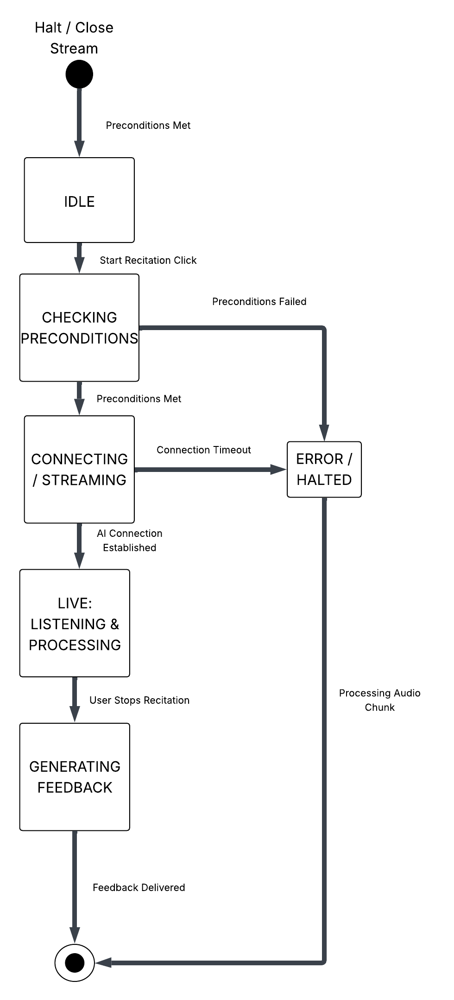 Halt / Close
Stream
Preconditions Met
IDLE
Start Recitation Click
Preconditions Failed
CHECKING
PRECONDITIONS
Preconditions Met
Connection Timeout
CONNECTING
/ STREAMING
ERROR /
HALTED
AI Connection
Established
LIVE:
LISTENING &
PROCESSING
User Stops Recitation
Processing Audio
Chunk
GENERATING
FEEDBACK
Feedback Delivered